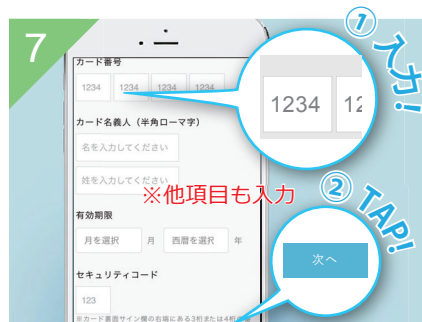 7
① 入力!
カード番号
1234 1234 1234 1234
1234 12
カード名義人（半角ローマ字）
名を入力してください
姓を入力してください
※他項目も入力
② TAP!
有効期限
月を選択 月 西暦を選択 年
次へ
セキュリティコード
123
※カード裏面サイン欄の右端にある3桁または4桁の